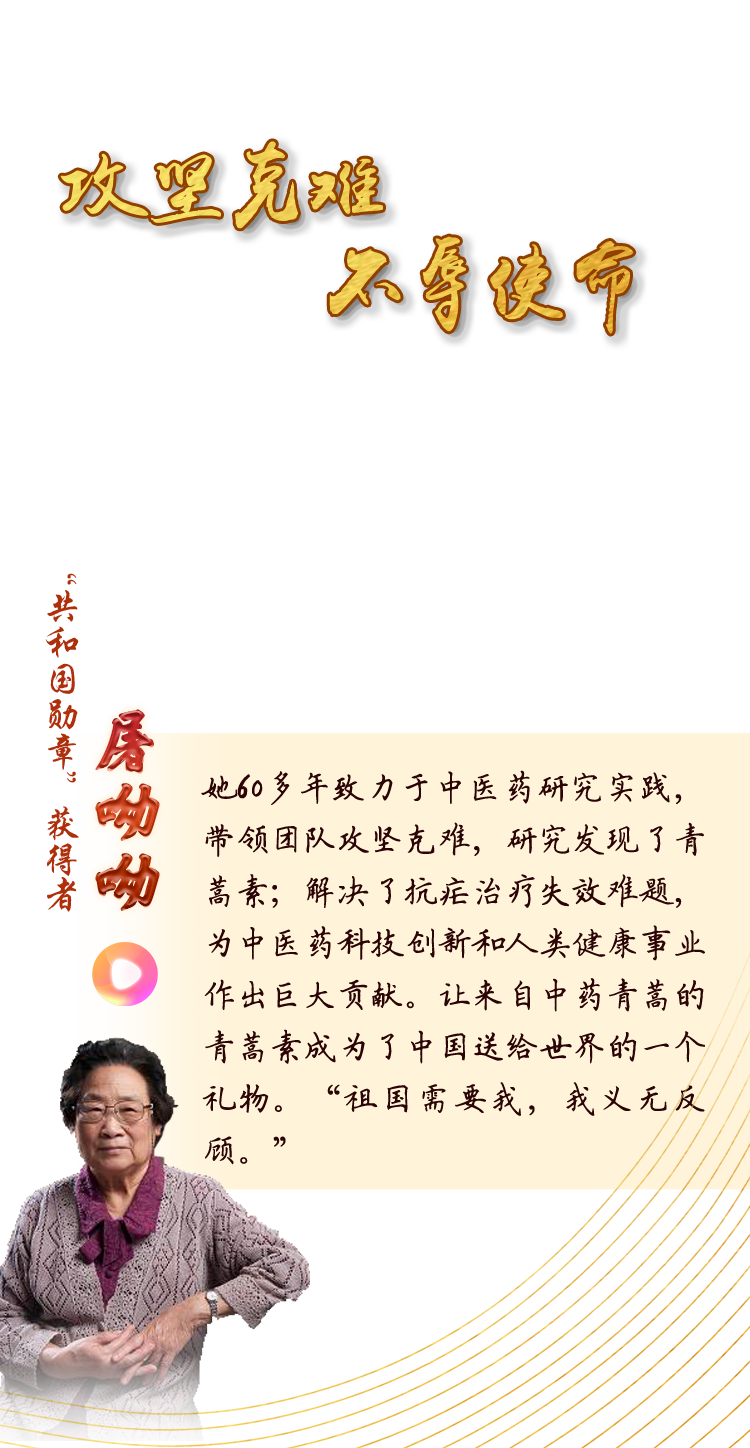 攻坚克难
不辱使命
“共和国勋章”获得者
屠呦呦
她60多年致力于中医药研究实践，
带领团队攻坚克难，研究发现了青
蒿素；解决了抗疟治疗失效难题，
为中医药科技创新和人类健康事业
作出巨大贡献。让来自中药青蒿的
青蒿素成为了中国送给世界的一个
礼物。“祖国需要我，我义无反
顾。”